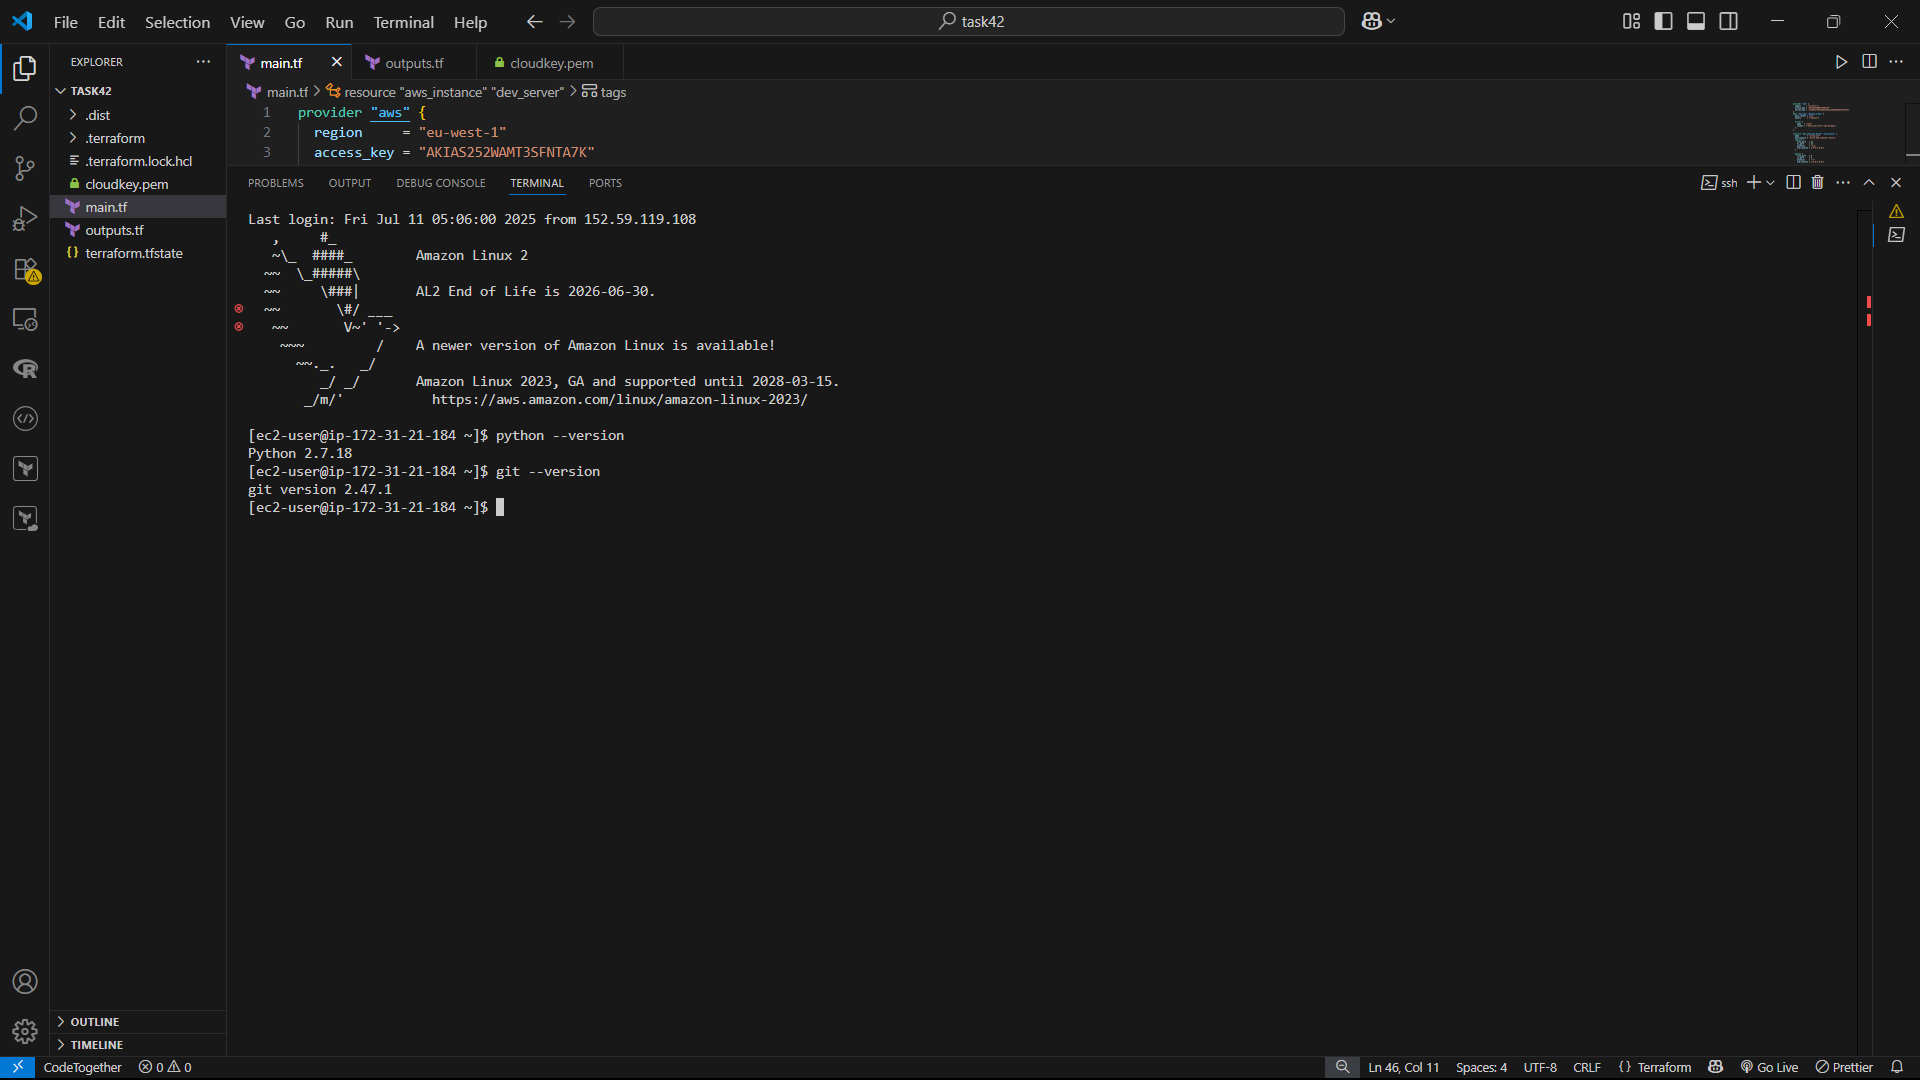 File Edit Selection View Go Run Terminal Help
task42
EXPLORER
TASK42
.dist
.terraform
.terraform.lock.hcl
cloudkey.pem
main.tf
outputs.tf
terraform.tfstate
OUTLINE
TIMELINE
main.tf outputs.tf cloudkey.pem
main.tf > resource "aws_instance" "dev_server" > tags
1 provider "aws" {
2 region = "eu-west-1"
3 access_key = "AKIAS252WAMT3SFNTA7K"
PROBLEMS OUTPUT DEBUG CONSOLE TERMINAL PORTS
ssh
Last login: Fri Jul 11 05:06:00 2025 from 152.59.119.108
   ,     #_
   ~\_  ####_        Amazon Linux 2
  ~~  \_#####\
  ~~     \###|       AL2 End of Life is 2026-06-30.
  ~~       \#/ ___
   ~~       V~' '->
    ~~~         /    A newer version of Amazon Linux is available!
      ~~._.   _/
         _/ _/       Amazon Linux 2023, GA and supported until 2028-03-15.
       _/m/'           https://aws.amazon.com/linux/amazon-linux-2023/
[ec2-user@ip-172-31-21-184 ~]$ python --version
Python 2.7.18
[ec2-user@ip-172-31-21-184 ~]$ git --version
git version 2.47.1
[ec2-user@ip-172-31-21-184 ~]$
CodeTogether 0 0 Ln 46, Col 11 Spaces: 4 UTF-8 CRLF {} Terraform Go Live Prettier